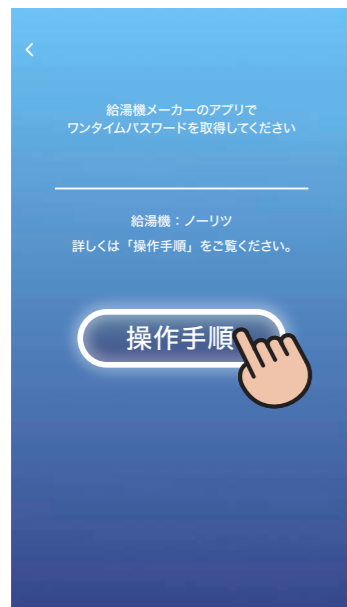 給湯機メーカーのアプリで
ワンタイムパスワードを取得してください
給湯機：ノーリツ
詳しくは「操作手順」をご覧ください。
操作手順